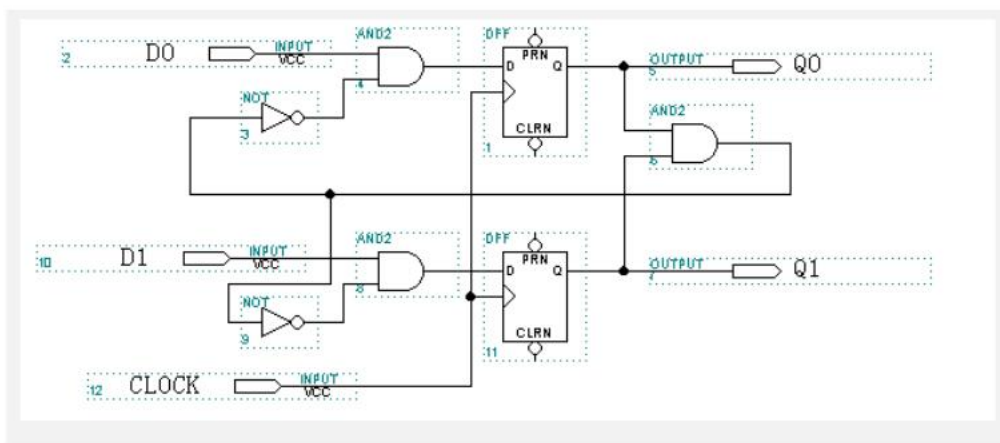 AND2
DFF
2 D0 INPUT VCC
PRN
D Q
OUTPUT Q0
5
4
NOT
3
AND2
CLRN
1
6
AND2
DFF
10 D1 INPUT VCC
PRN
D Q
OUTPUT Q1
7
8
NOT
9
CLRN
11
12 CLOCK INPUT VCC